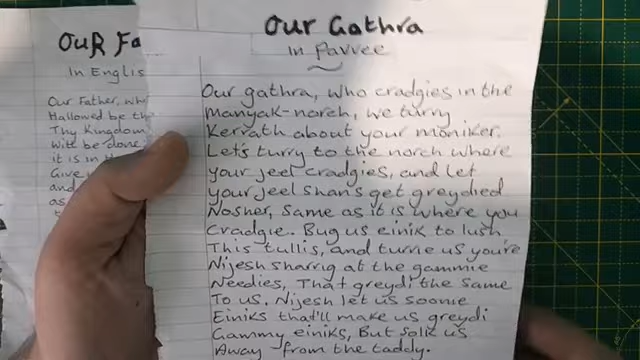 Our Gathra
In Pavvee
Our gathra, who cradgies in the
manyak-norch, we turry
Kerrath about your moniker.
Let's turry to the norch where
your jeel cradgies, and let
your jeel shans get greydied
Nosher, same as it is where you
cradgie.. Bug us einik to lush
This tullis, and turrie us you're
Nijesh sharrig at the gammie
Needies, That greydi the same
To us, Nijesh let us soonie
Einiks that'll make us greydi
Gammy einiks, But solk us
Away from the taddy.
OUR Fa
In Englis
Our Father, wh
Hallowed be th
Thy Kingdom
Will be done
it is in H
Give
and
as